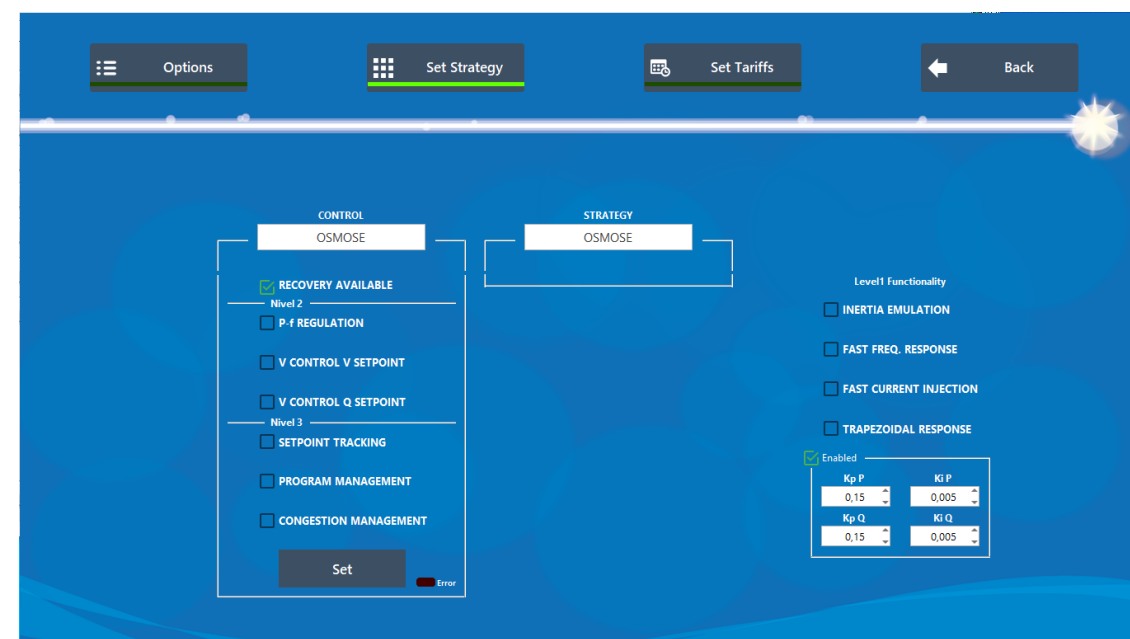 Options
Set Strategy
Set Tariffs
Back
CONTROL
OSMOSE
RECOVERY AVAILABLE
Nivel 2
P-f REGULATION
V CONTROL V SETPOINT
V CONTROL Q SETPOINT
Nivel 3
SETPOINT TRACKING
PROGRAM MANAGEMENT
CONGESTION MANAGEMENT
Set
Error
STRATEGY
OSMOSE
Level1 Functionality
INERTIA EMULATION
FAST FREQ. RESPONSE
FAST CURRENT INJECTION
TRAPEZOIDAL RESPONSE
Enabled
Kp P Ki P
0,15 0,005
Kp Q Ki Q
0,15 0,005